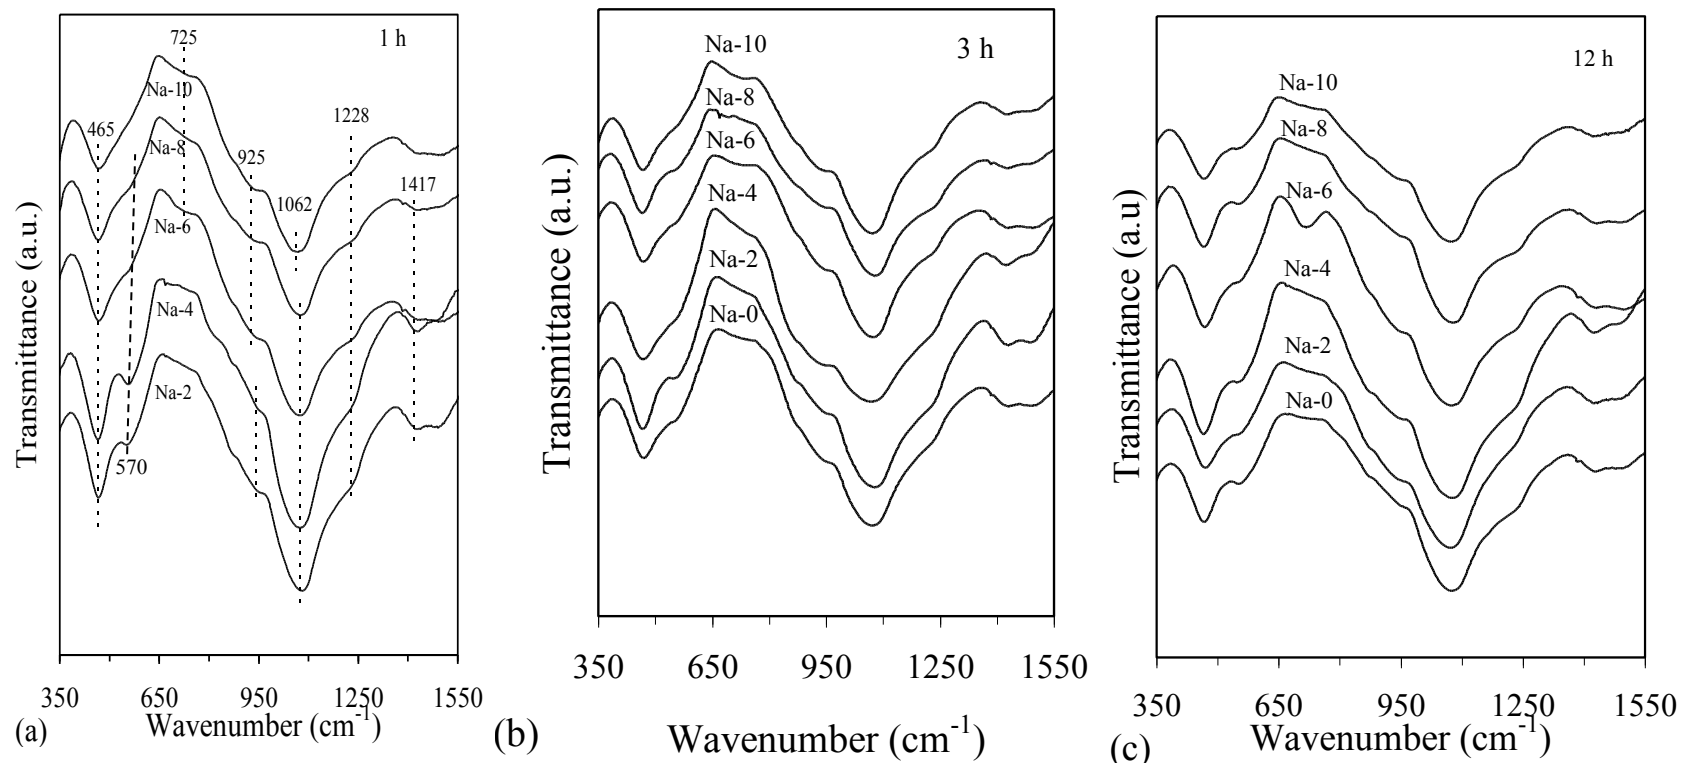 725
1 h
Na-10
465
1228
Na-8
925
1417
1062
Na-6
Na-4
Na-2
570
Transmittance (a.u.)
350 650 950 1250 1550
(a)
Wavenumber (cm-1)
3 h
Na-10
Na-8
Na-6
Na-4
Na-2
Na-0
Transmittance (a.u.)
350 650 950 1250 1550
(b)
Wavenumber (cm-1)
12 h
Na-10
Na-8
Na-6
Na-4
Na-2
Na-0
Transmittance (a.u)
350 650 950 1250 1550
(c)
Wavenumber (cm-1)